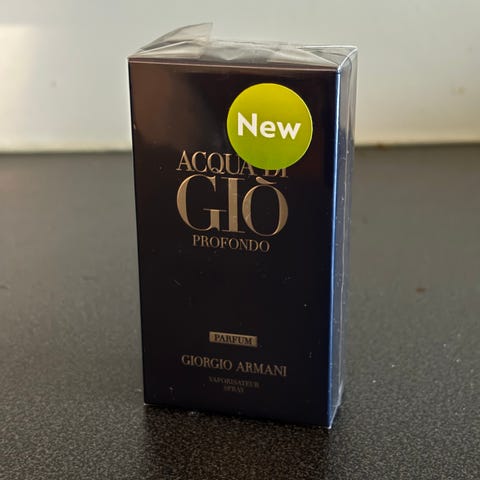 New
ACQUA DI
GIÒ
PROFONDO
PARFUM
GIORGIO ARMANI
VAPORISATEUR
SPRAY